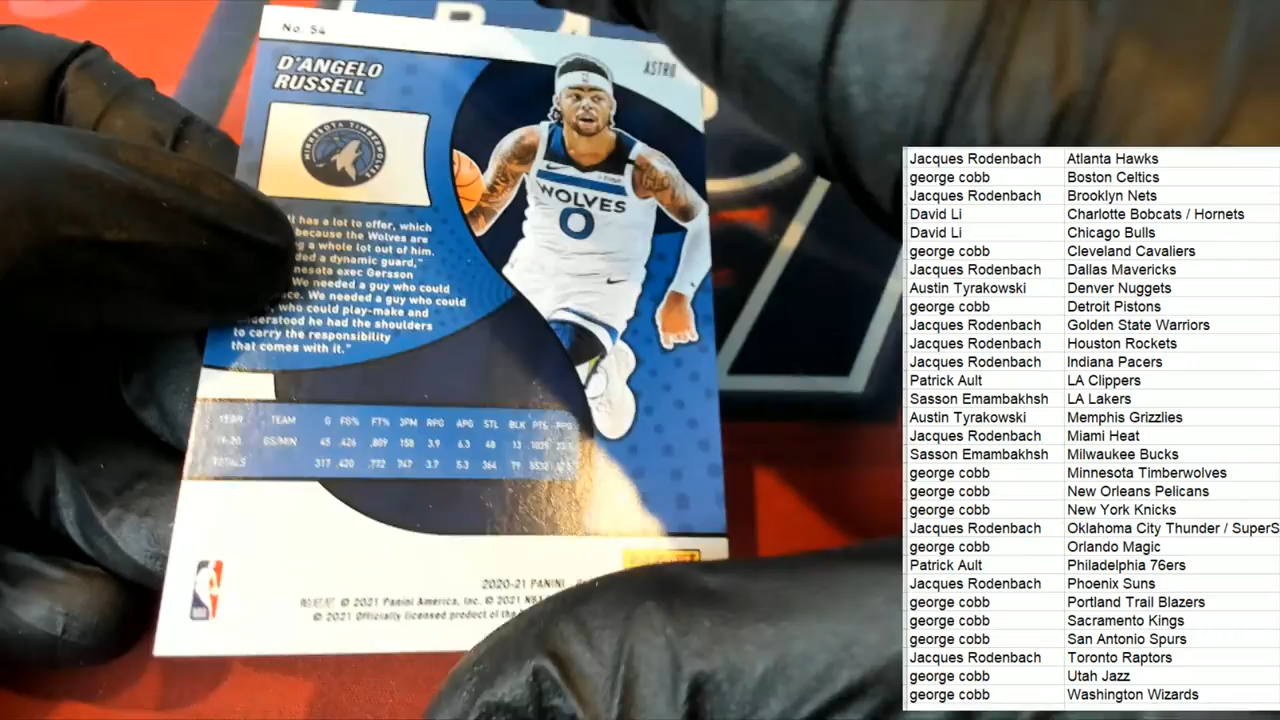 No. 54
D'ANGELO
RUSSELL
ASTRO
MINNESOTA TIMBERWOLVES
has a lot to offer, which
because the Wolves are
a whole lot out of him.
a dynamic guard,"
exec Gersson
We needed a guy who could
We needed a guy who could
who could play-make and
understood he had the shoulders
to carry the responsibility
that comes with it."
WOLVES
0
YEAR TEAM G FG% FT% 3PM RPG APG STL BLK PTS PPG
19-20 GS/MIN 45 .426 .809 158 3.9 6.3 48 13
TOTALS 317 .420 .772 747 3.7 5.3 364 79
NBA
PANINI
2020-21 PANINI
© 2021 Panini America, Inc. © 2021 NBA
© 2021 Officially licensed product of the
Jacques Rodenbach Atlanta Hawks
george cobb Boston Celtics
Jacques Rodenbach Brooklyn Nets
David Li Charlotte Bobcats / Hornets
David Li Chicago Bulls
george cobb Cleveland Cavaliers
Jacques Rodenbach Dallas Mavericks
Austin Tyrakowski Denver Nuggets
george cobb Detroit Pistons
Jacques Rodenbach Golden State Warriors
Jacques Rodenbach Houston Rockets
Jacques Rodenbach Indiana Pacers
Patrick Ault LA Clippers
Sasson Emambakhsh LA Lakers
Austin Tyrakowski Memphis Grizzlies
Jacques Rodenbach Miami Heat
Sasson Emambakhsh Milwaukee Bucks
george cobb Minnesota Timberwolves
george cobb New Orleans Pelicans
george cobb New York Knicks
Jacques Rodenbach Oklahoma City Thunder / SuperS
george cobb Orlando Magic
Patrick Ault Philadelphia 76ers
Jacques Rodenbach Phoenix Suns
george cobb Portland Trail Blazers
george cobb Sacramento Kings
george cobb San Antonio Spurs
Jacques Rodenbach Toronto Raptors
george cobb Utah Jazz
george cobb Washington Wizards